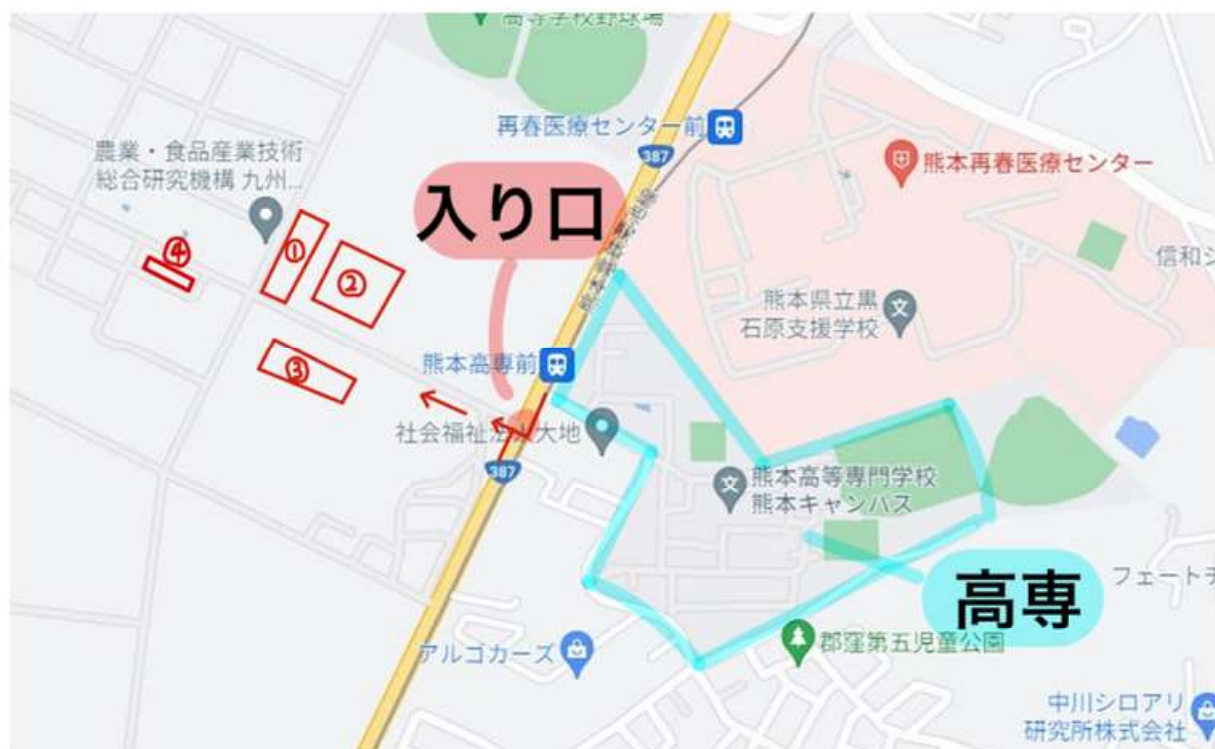 高等学校野球場
再春医療センター前
387
農業・食品産業技術
総合研究機構 九州...
熊本再春医療センター
入り口
④
①
②
信和シ
熊本県立黒
石原支援学校
熊本高専前
③
社会福祉法人大地
387
熊本高等専門学校
熊本キャンパス
高専
フェートチ
アルゴカーズ
郡窪第五児童公園
中川シロアリ
研究所株式会社